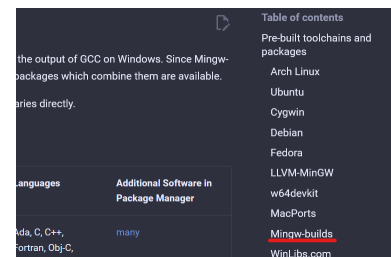 Table of contents
Pre-built toolchains and
packages
Arch Linux
Ubuntu
Cygwin
Debian
Fedora
LLVM-MinGW
w64devkit
MacPorts
Mingw-builds
WinLibs.com
the output of GCC on Windows. Since Mingw-
packages which combine them are available.
aries directly.
Languages
Additional Software in
Package Manager
Ada, C, C++,
Fortran, Obj-C,
many